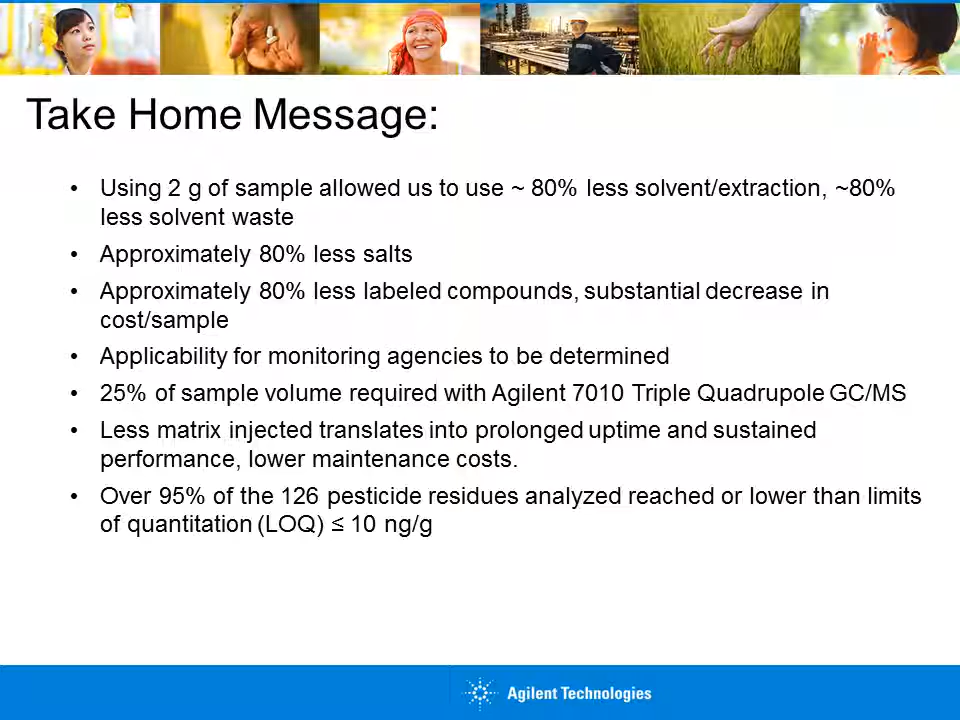 Take Home Message:
• Using 2 g of sample allowed us to use ~ 80% less solvent/extraction, ~80%
less solvent waste
• Approximately 80% less salts
• Approximately 80% less labeled compounds, substantial decrease in
cost/sample
• Applicability for monitoring agencies to be determined
• 25% of sample volume required with Agilent 7010 Triple Quadrupole GC/MS
• Less matrix injected translates into prolonged uptime and sustained
performance, lower maintenance costs.
• Over 95% of the 126 pesticide residues analyzed reached or lower than limits
of quantitation (LOQ) ≤ 10 ng/g
Agilent Technologies